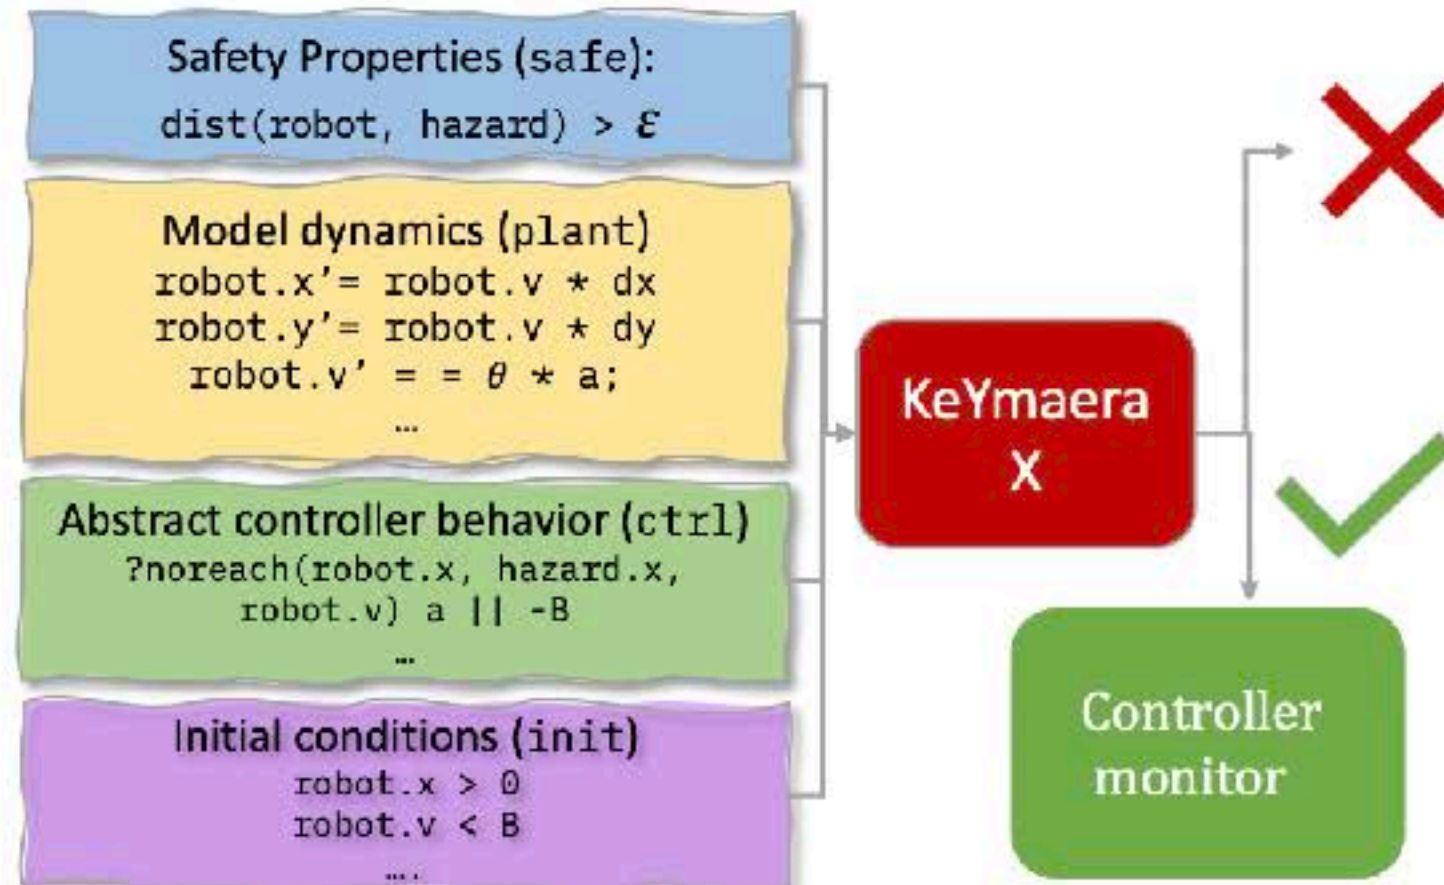 Safety Properties (safe):
dist(robot, hazard) > ε
Model dynamics (plant)
robot.x’= robot.v * dx
robot.y’= robot.v * dy
robot.v’ = = θ * a;
…
Abstract controller behavior (ctrl)
?noreach(robot.x, hazard.x,
robot.v) a || -B
…
Initial conditions (init)
robot.x > 0
robot.v < B
….
KeYmaera
X
Controller
monitor